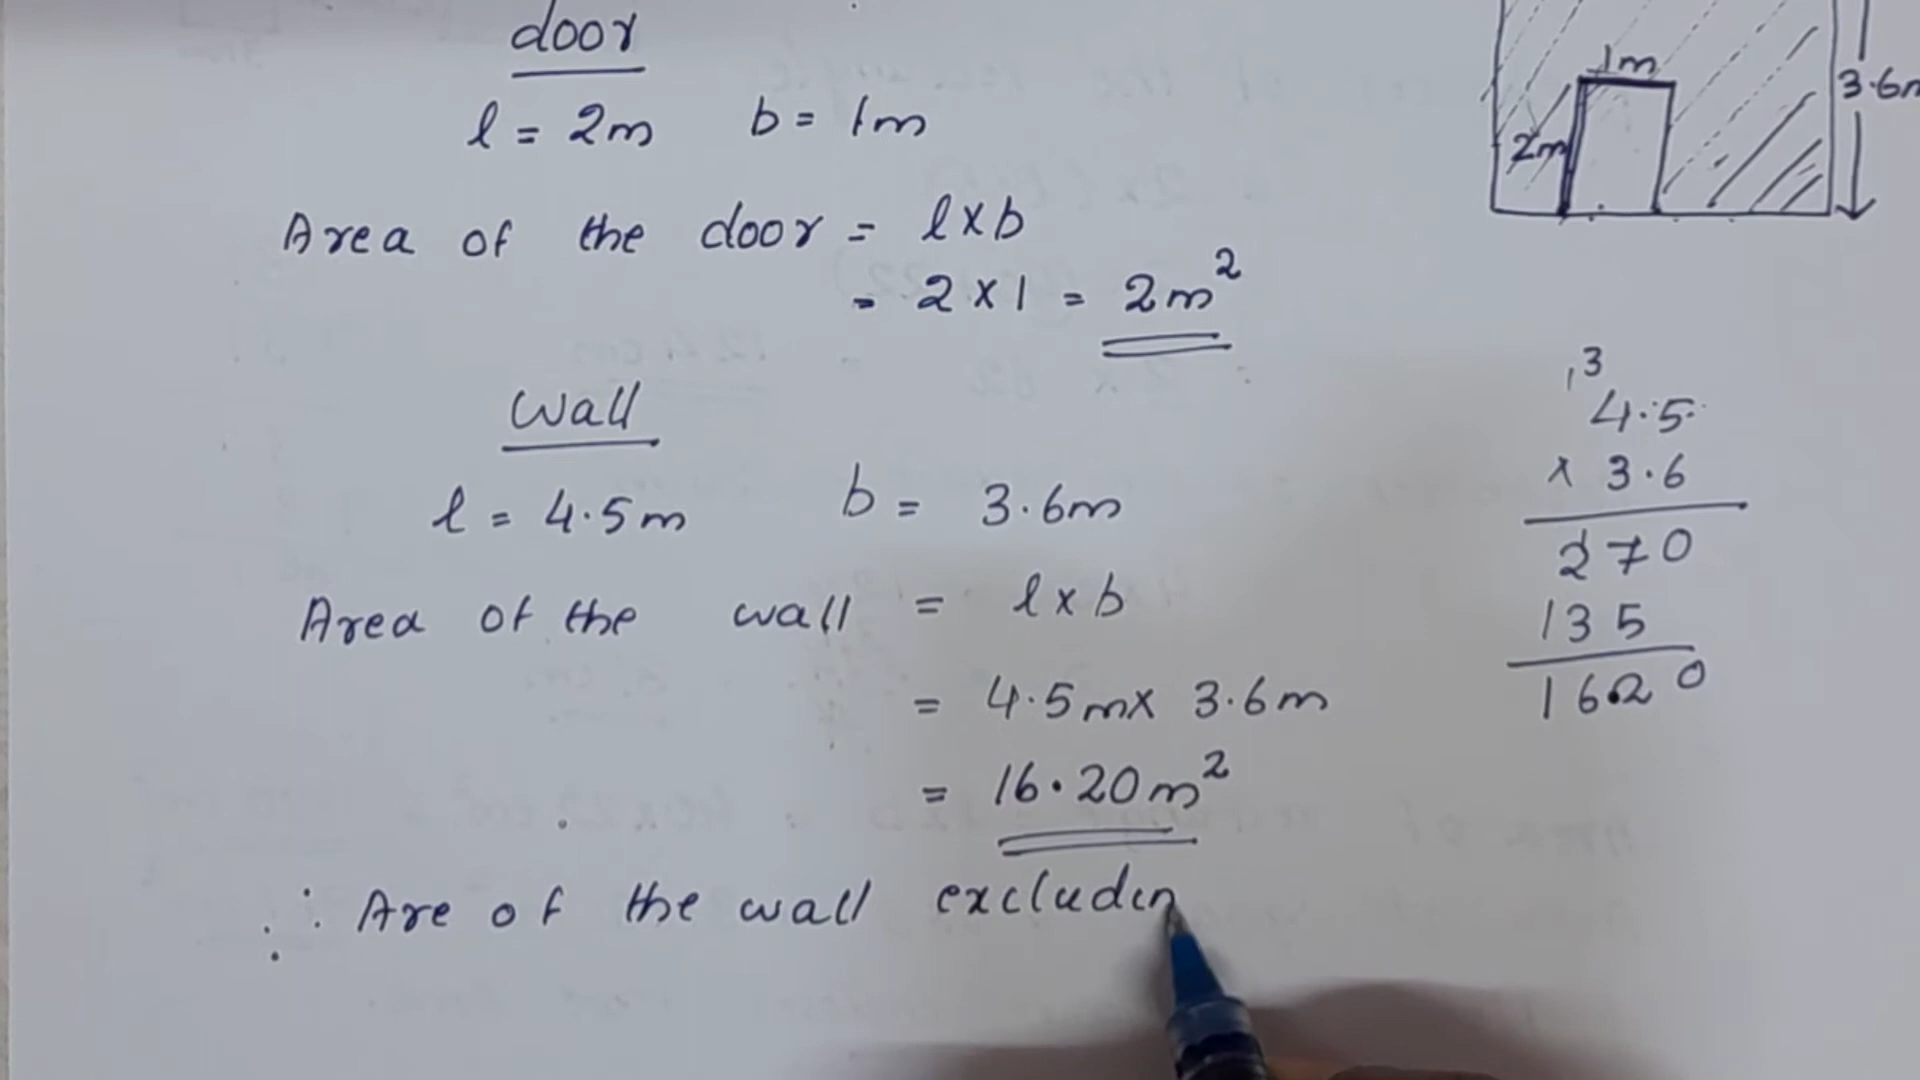 door
l = 2m b = 1m
Area of the door = l x b
= 2 x 1 = 2m²
Wall
l = 4.5m b = 3.6m
Area of the wall = l x b
= 4.5m x 3.6m
= 16.20m²
∴ Are of the wall excludin
1m
2m
3.6m
1 3
4.5
x 3.6
270
135
16.20